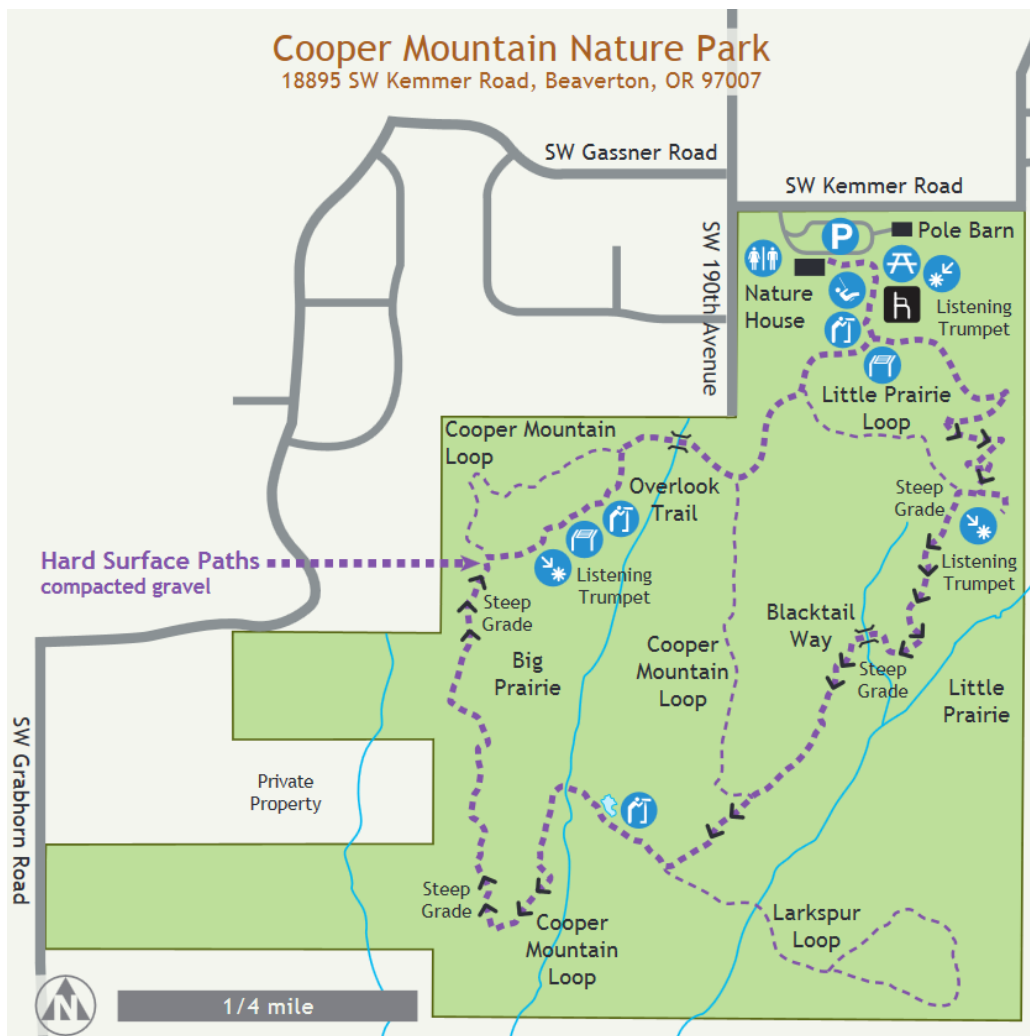 Cooper Mountain Nature Park
18895 SW Kemmer Road, Beaverton, OR 97007
SW Gassner Road
SW Kemmer Road
SW 190th Avenue
P
Pole Barn
Nature
House
Listening
Trumpet
Little Prairie
Loop
Cooper Mountain
Loop
Overlook
Trail
Steep
Grade
Listening
Trumpet
Hard Surface Paths
compacted gravel
Listening
Trumpet
Steep
Grade
Blacktail
Way
Big
Prairie
Cooper
Mountain
Loop
Steep
Grade
Little
Prairie
SW Grabhorn Road
Private
Property
Steep
Grade
Cooper
Mountain
Loop
Larkspur
Loop
N
1/4 mile